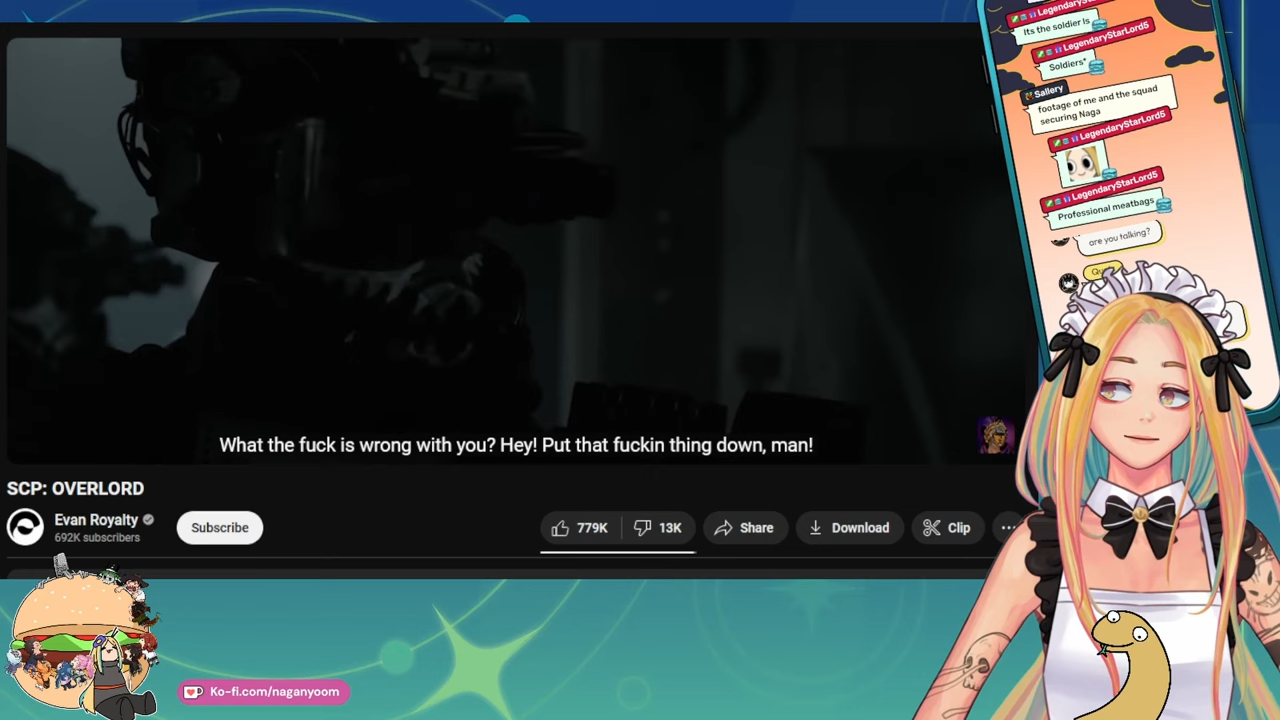 LegendaryStarLord5
Its the soldier is
LegendaryStarLord5
Soldiers*
Sallery
footage of me and the squad
securing Naga
LegendaryStarLord5
LegendaryStarLord5
Professional meatbags
are you talking?
What the fuck is wrong with you? Hey! Put that fuckin thing down, man!
SCP: OVERLORD
Evan Royalty
692K subscribers
Subscribe
779K
13K
Share
Download
Clip
Ko-fi.com/naganyoom